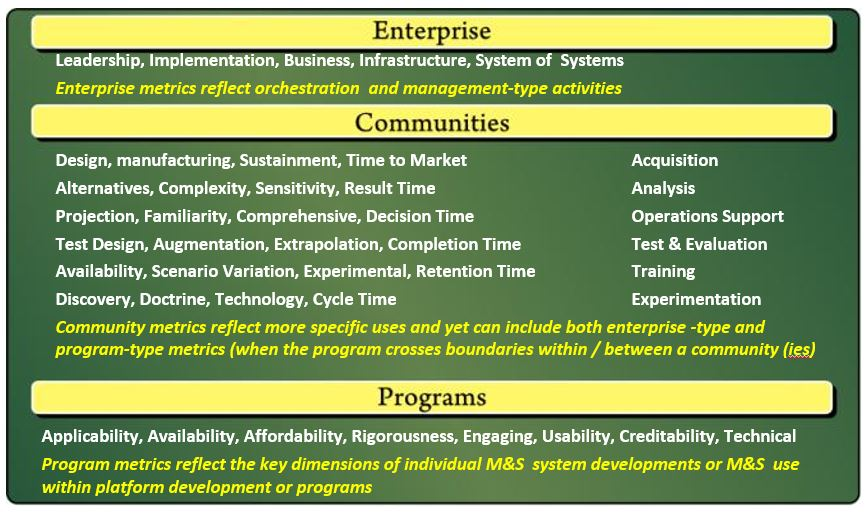 Enterprise
Leadership, Implementation, Business, Infrastructure, System of Systems
Enterprise metrics reflect orchestration and management-type activities
Communities
Design, manufacturing, Sustainment, Time to Market Acquisition
Alternatives, Complexity, Sensitivity, Result Time Analysis
Projection, Familiarity, Comprehensive, Decision Time Operations Support
Test Design, Augmentation, Extrapolation, Completion Time Test & Evaluation
Availability, Scenario Variation, Experimental, Retention Time Training
Discovery, Doctrine, Technology, Cycle Time Experimentation
Community metrics reflect more specific uses and yet can include both enterprise -type and
program-type metrics (when the program crosses boundaries within / between a community (ies)
Programs
Applicability, Availability, Affordability, Rigorousness, Engaging, Usability, Creditability, Technical
Program metrics reflect the key dimensions of individual M&S system developments or M&S use
within platform development or programs